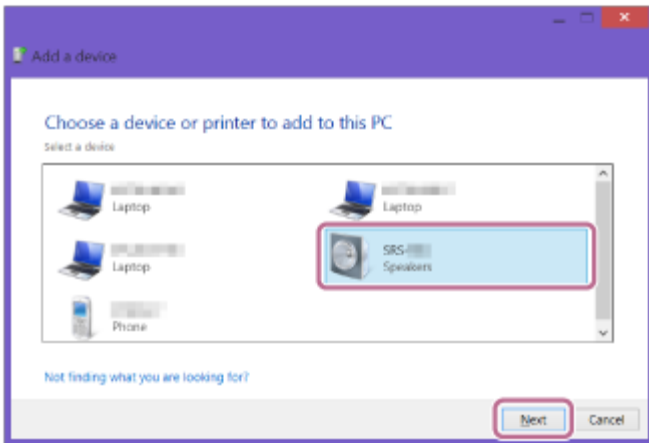 Add a device
Choose a device or printer to add to this PC
Select a device
Laptop
Laptop
Laptop
SRS-
Speakers
Phone
Not finding what you are looking for?
Next
Cancel